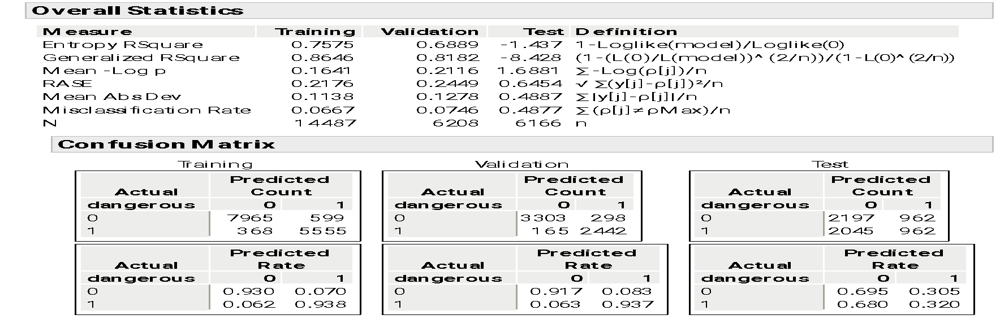 Overall Statistics
Measure Training Validation Test Definition
Entropy RSquare 0.7575 0.6889 -1.437 1-Loglike(model)/Loglike(0)
Generalized RSquare 0.8646 0.8182 -8.428 (1-(L(0)/L(model))^(2/n))/(1-L(0)^(2/n))
Mean -Log p 0.1641 0.2116 1.6881 ∑-Log(ρ[j])/n
RASE 0.2176 0.2449 0.6454 √ ∑(y[j]-ρ[j])²/n
Mean Abs Dev 0.1138 0.1278 0.4887 ∑|y[j]-ρ[j]|/n
Misclassification Rate 0.0667 0.0746 0.4877 ∑(ρ[j]≠ρMax)/n
N 14487 6208 6166 n
Confusion Matrix
Training Validation Test
Predicted Predicted Predicted
Actual Count Actual Count Actual Count
dangerous 0 1 dangerous 0 1 dangerous 0 1
0 7965 599 0 3303 298 0 2197 962
1 368 5555 1 165 2442 1 2045 962
Predicted Predicted Predicted
Actual Rate Actual Rate Actual Rate
dangerous 0 1 dangerous 0 1 dangerous 0 1
0 0.930 0.070 0 0.917 0.083 0 0.695 0.305
1 0.062 0.938 1 0.063 0.937 1 0.680 0.320